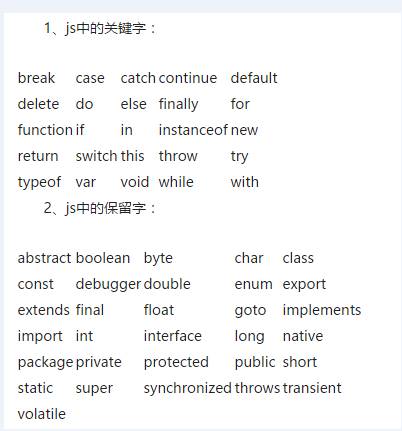 1、js中的关键字：
break case catch continue default
delete do else finally for
function if in instanceof new
return switch this throw try
typeof var void while with
2、js中的保留字：
abstract boolean byte char class
const debugger double enum export
extends final float goto implements
import int interface long native
package private protected public short
static super synchronized throws transient
volatile